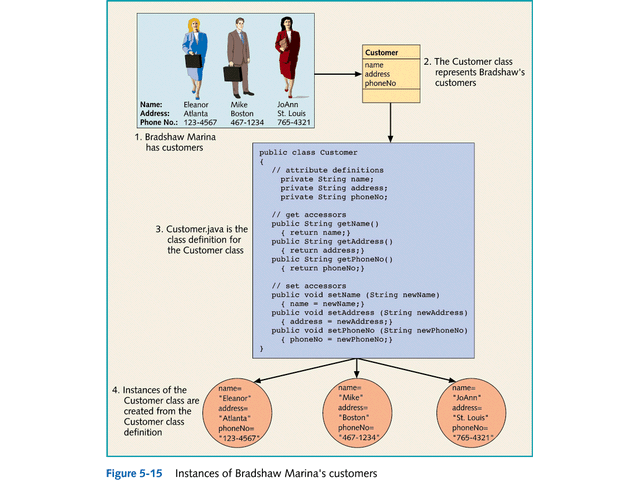 Name: Eleanor Mike JoAnn
Address: Atlanta Boston St. Louis
Phone No.: 123-4567 467-1234 765-4321
1. Bradshaw Marina
has customers
Customer
name
address
phoneNo
2. The Customer class
represents Bradshaw's
customers
public class Customer
{
// attribute definitions
private String name;
private String address;
private String phoneNo;
// get accessors
public String getName()
{ return name;}
public String getAddress()
{ return address;}
public String getPhoneNo()
{ return phoneNo;}
// set accessors
public void setName (String newName)
{ name = newName;}
public void setAddress (String newAddress)
{ address = newAddress;}
public void setPhoneNo (String newPhoneNo)
{ phoneNo = newPhoneNo;}
}
3. Customer.java is the
class definition for
the Customer class
4. Instances of the
Customer class are
created from the
Customer class
definition
name=
"Eleanor"
address=
"Atlanta"
phoneNo=
"123-4567"
name=
"Mike"
address=
"Boston"
phoneNo=
"467-1234"
name=
"JoAnn"
address=
"St. Louis"
phoneNo=
"765-4321"
Figure 5-15 Instances of Bradshaw Marina's customers